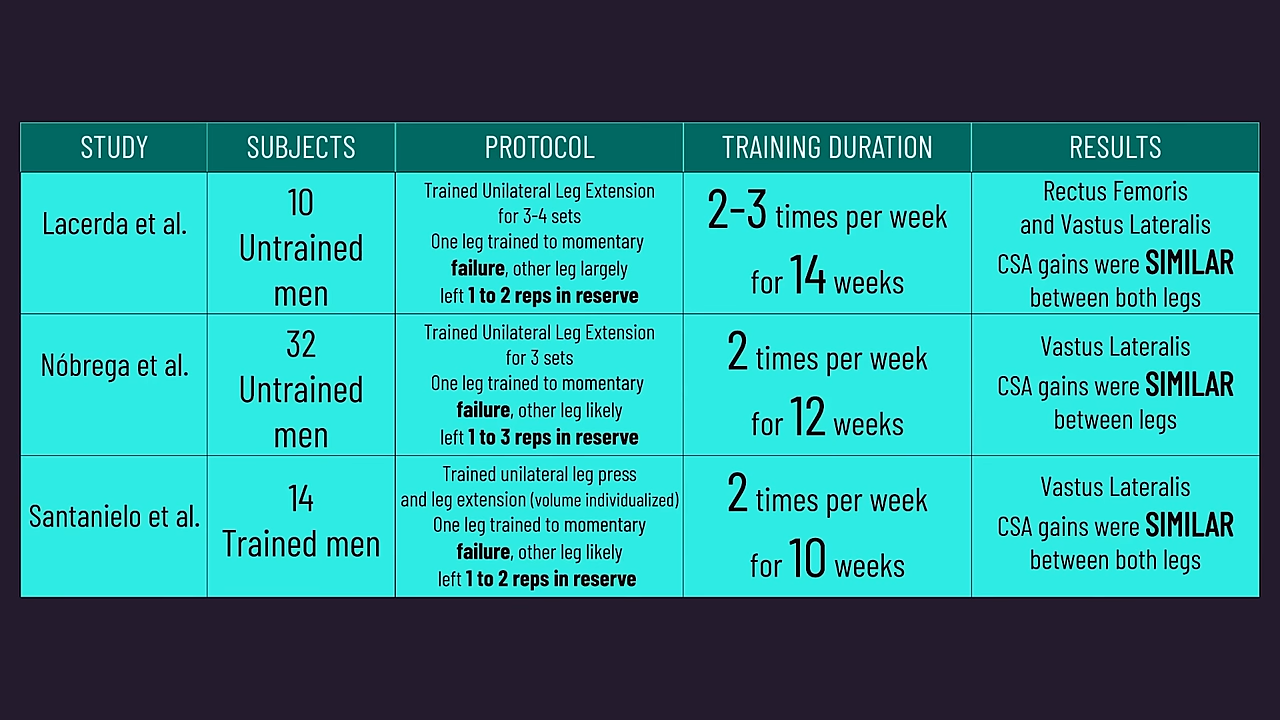 STUDY
SUBJECTS
PROTOCOL
TRAINING DURATION
RESULTS
Lacerda et al.
10
Untrained
men
Trained Unilateral Leg Extension
for 3-4 sets
One leg trained to momentary
failure, other leg largely
left 1 to 2 reps in reserve
2-3 times per week
for 14 weeks
Rectus Femoris
and Vastus Lateralis
CSA gains were SIMILAR
between both legs
Nóbrega et al.
32
Untrained
men
Trained Unilateral Leg Extension
for 3 sets
One leg trained to momentary
failure, other leg likely
left 1 to 3 reps in reserve
2 times per week
for 12 weeks
Vastus Lateralis
CSA gains were SIMILAR
between legs
Santanielo et al.
14
Trained men
Trained unilateral leg press
and leg extension (volume individualized)
One leg trained to momentary
failure, other leg likely
left 1 to 2 reps in reserve
2 times per week
for 10 weeks
Vastus Lateralis
CSA gains were SIMILAR
between both legs